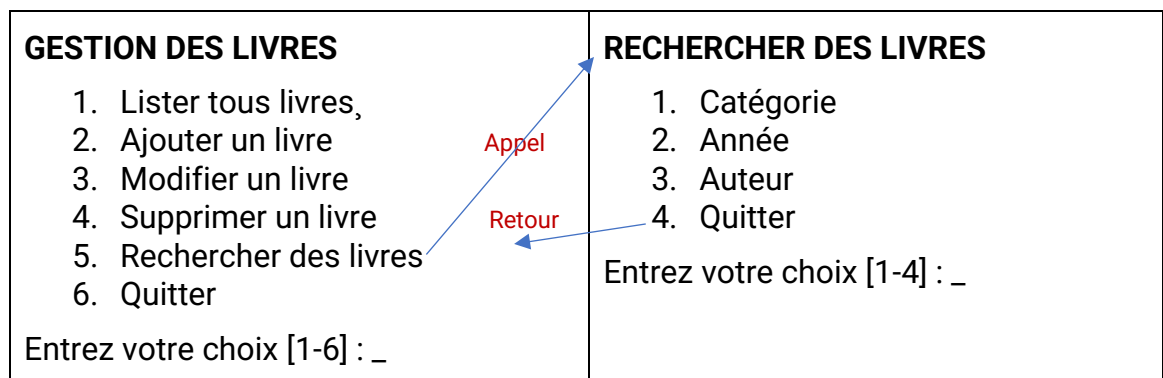 GESTION DES LIVRES
1. Lister tous livres¸
2. Ajouter un livre
3. Modifier un livre
4. Supprimer un livre
5. Rechercher des livres
6. Quitter
Entrez votre choix [1-6] : _
Appel
Retour
RECHERCHER DES LIVRES
1. Catégorie
2. Année
3. Auteur
4. Quitter
Entrez votre choix [1-4] : _